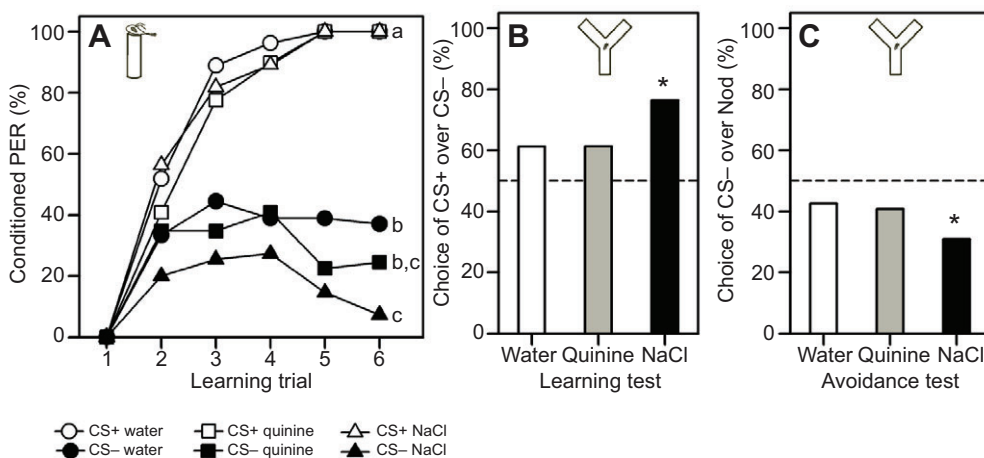 A
Conditioned PER (%)
100
80
60
40
20
0
a
b
b,c
c
1 2 3 4 5 6
Learning trial
CS+ water CS+ quinine CS+ NaCl
CS– water CS– quinine CS– NaCl
B
Choice of CS+ over CS– (%)
100
80
60
40
20
0
*
Water Quinine NaCl
Learning test
C
Choice of CS– over Nod (%)
100
80
60
40
20
0
*
Water Quinine NaCl
Avoidance test